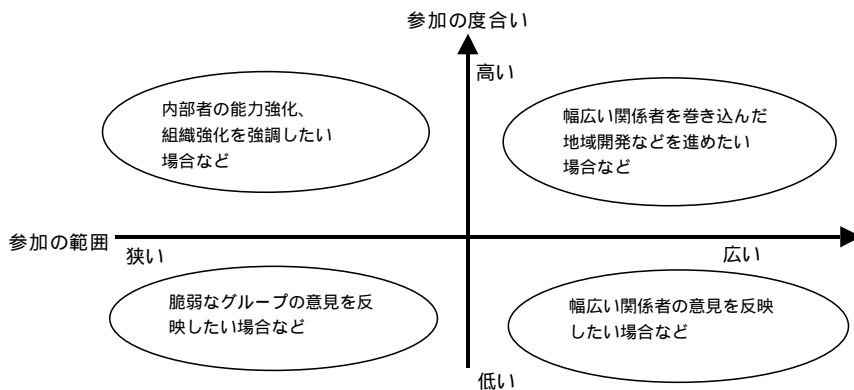 参加の度合い
高い
内部者の能力強化、
組織強化を強調したい
場合など
幅広い関係者を巻き込んだ
地域開発などを進めたい
場合など
参加の範囲
狭い
広い
脆弱なグループの意見を反
映したい場合など
幅広い関係者の意見を反映
したい場合など
低い